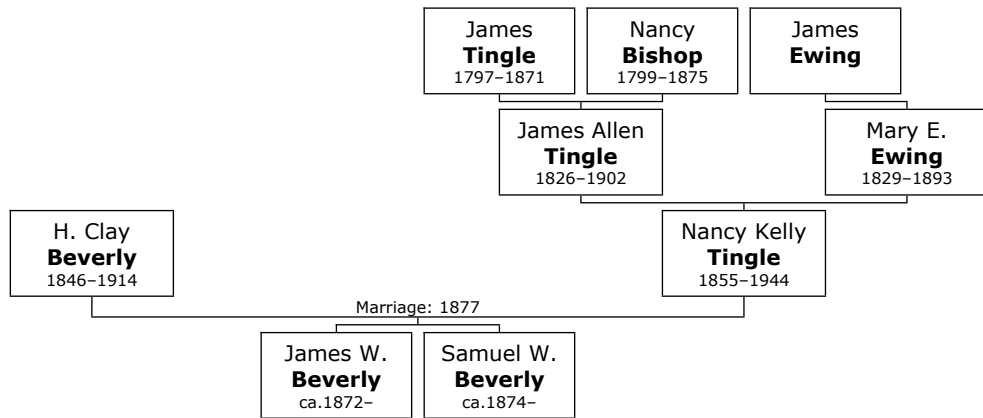 James
Tingle
1797–1871
Nancy
Bishop
1799–1875
James
Ewing
James Allen
Tingle
1826–1902
Mary E.
Ewing
1829–1893
H. Clay
Beverly
1846–1914
Nancy Kelly
Tingle
1855–1944
Marriage: 1877
James W.
Beverly
ca.1872–
Samuel W.
Beverly
ca.1874–